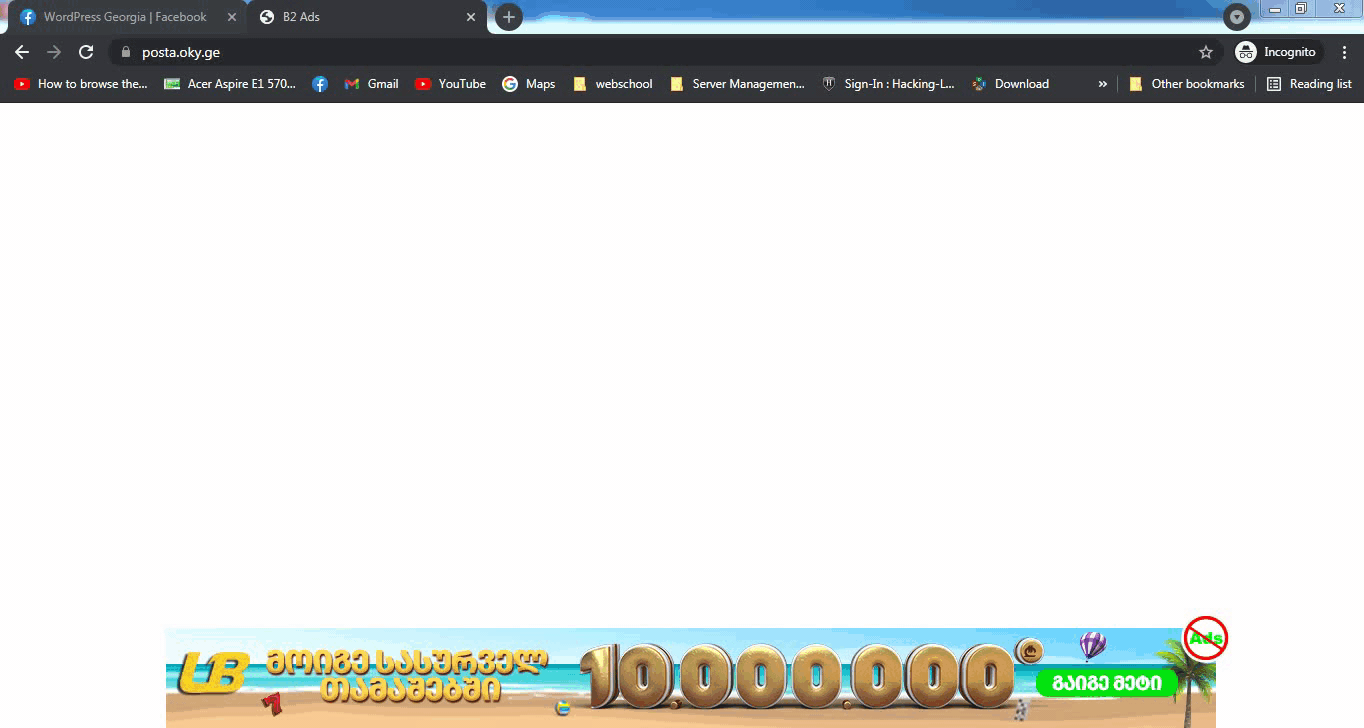 WordPress Georgia | Facebook
B2 Ads
posta.oky.ge
Incognito
How to browse the...
Acer Aspire E1 570...
Gmail
YouTube
Maps
webschool
Server Managemen...
Sign-In : Hacking-L...
Download
»
Other bookmarks
Reading list
LB
მოიგე სასურველ
თამაშებში
10.000.000 ₾
გაიგე მეტი
Ads